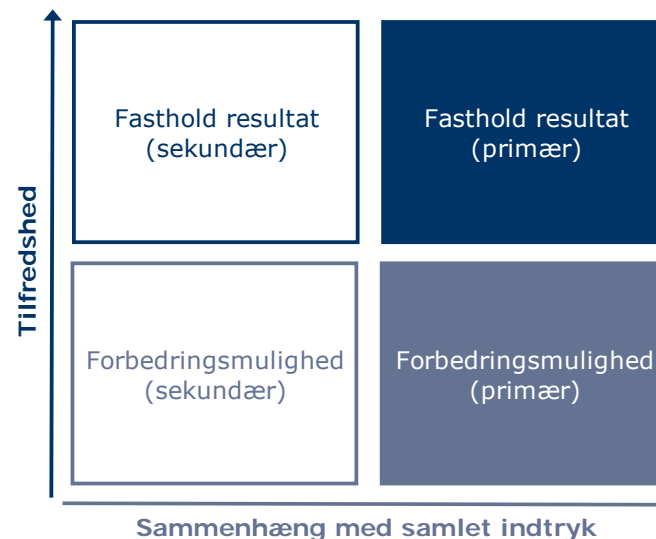 Tilfredshed
Fasthold resultat
(sekundær)
Fasthold resultat
(primær)
Forbedringsmulighed
(sekundær)
Forbedringsmulighed
(primær)
Sammenhæng med samlet indtryk